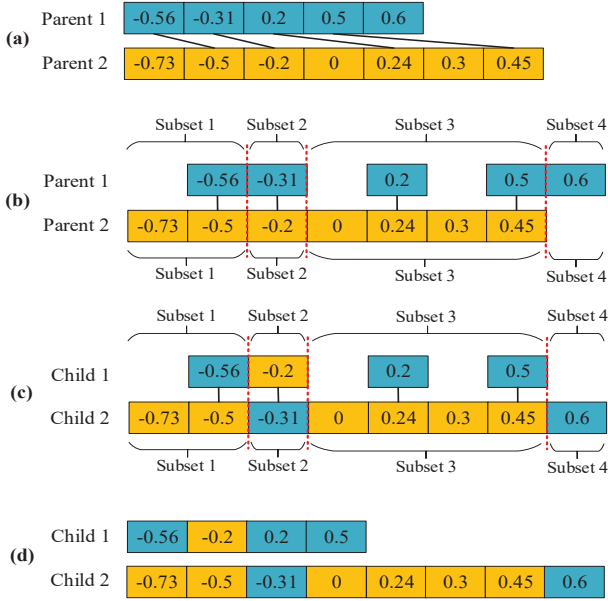 Parent 1 -0.56 -0.31 0.2 0.5 0.6
(a)
Parent 2 -0.73 -0.5 -0.2 0 0.24 0.3 0.45
Subset 1 Subset 2 Subset 3 Subset 4
Parent 1 -0.56 -0.31 0.2 0.5 0.6
(b)
Parent 2 -0.73 -0.5 -0.2 0 0.24 0.3 0.45
Subset 1 Subset 2 Subset 3 Subset 4
Subset 1 Subset 2 Subset 3 Subset 4
Child 1 -0.56 -0.2 0.2 0.5
(c)
Child 2 -0.73 -0.5 -0.31 0 0.24 0.3 0.45 0.6
Subset 1 Subset 2 Subset 3 Subset 4
Child 1 -0.56 -0.2 0.2 0.5
(d)
Child 2 -0.73 -0.5 -0.31 0 0.24 0.3 0.45 0.6